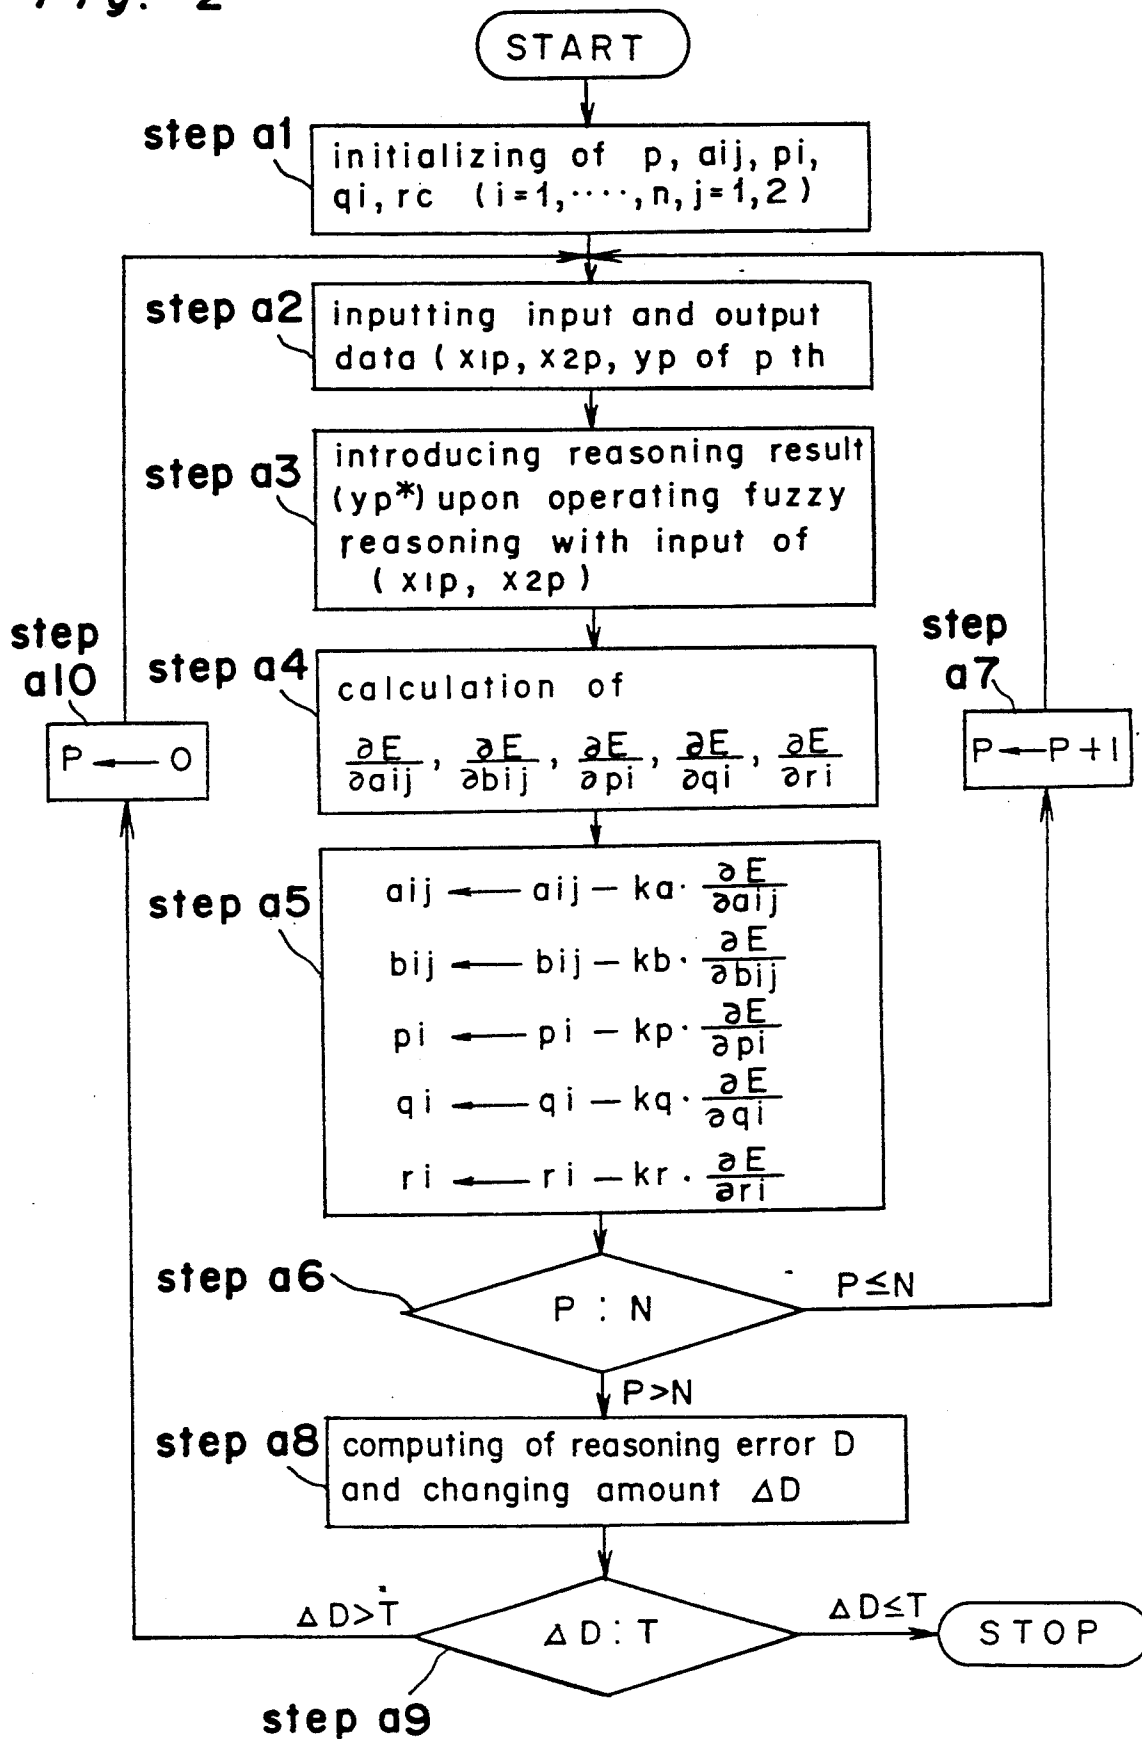 Fig. 2
START
step a1
initializing of p, aij, pi,
qi, rc (i=1,····,n, j=1,2)
step a2
inputting input and output
data (x1p, x2p, yp of p th
step a3
introducing reasoning result
(yp*) upon operating fuzzy
reasoning with input of
(x1p, x2p)
step a4
calculation of
∂E/∂aij, ∂E/∂bij, ∂E/∂pi, ∂E/∂qi, ∂E/∂ri
step a10
P ← 0
step a7
P ← P + 1
step a5
aij ← aij − ka · ∂E/∂aij
bij ← bij − kb · ∂E/∂bij
pi ← pi − kp · ∂E/∂pi
qi ← qi − kq · ∂E/∂qi
ri ← ri − kr · ∂E/∂ri
step a6
P : N
P≤N
P>N
step a8
computing of reasoning error D
and changing amount ΔD
ΔD>T
ΔD : T
ΔD≤T
STOP
step a9